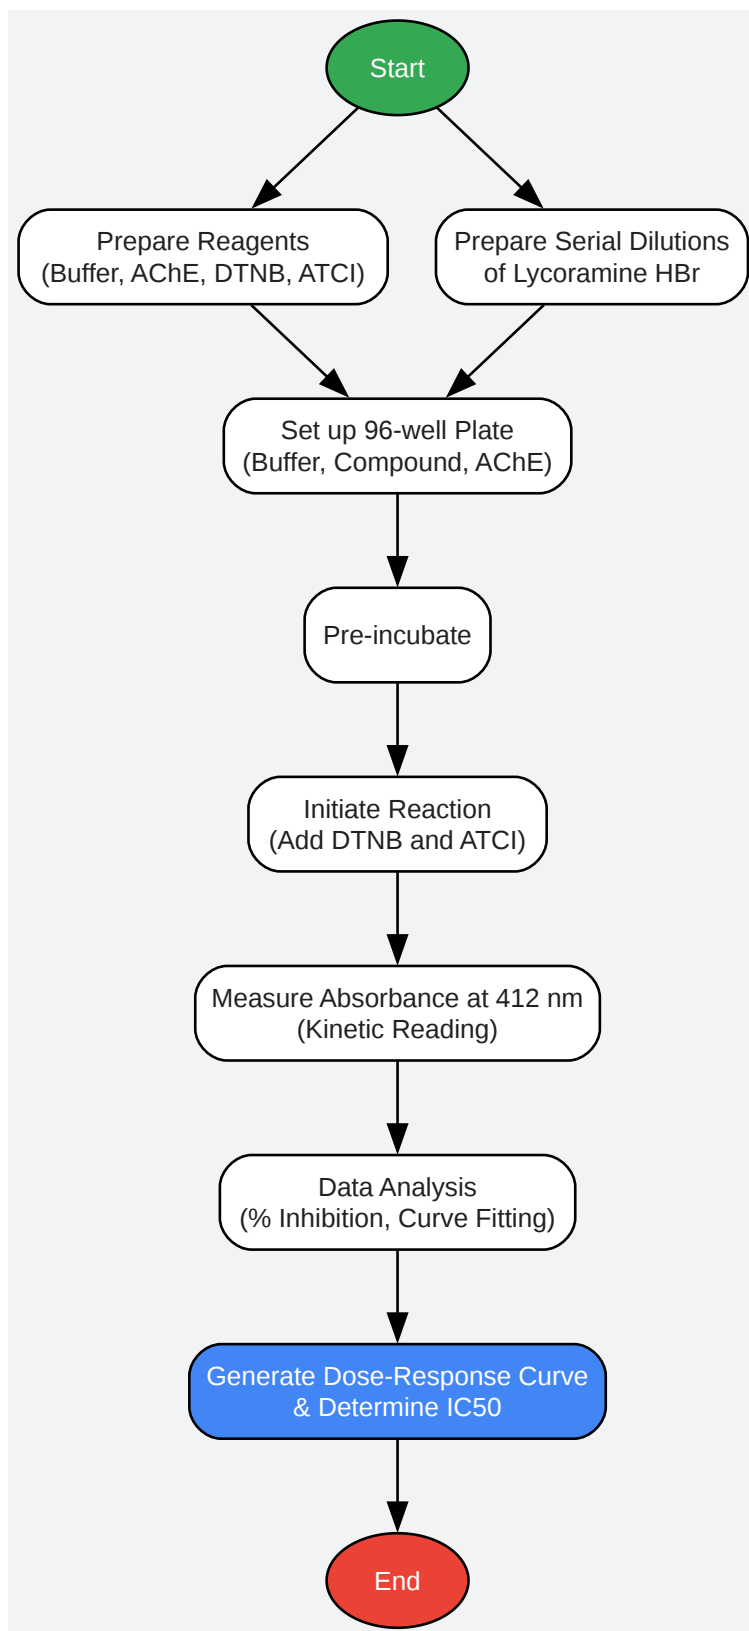 Start
Prepare Reagents
(Buffer, AChE, DTNB, ATCI)
Prepare Serial Dilutions
of Lycoramine HBr
Set up 96-well Plate
(Buffer, Compound, AChE)
Pre-incubate
Initiate Reaction
(Add DTNB and ATCI)
Measure Absorbance at 412 nm
(Kinetic Reading)
Data Analysis
(% Inhibition, Curve Fitting)
Generate Dose-Response Curve
& Determine IC50
End